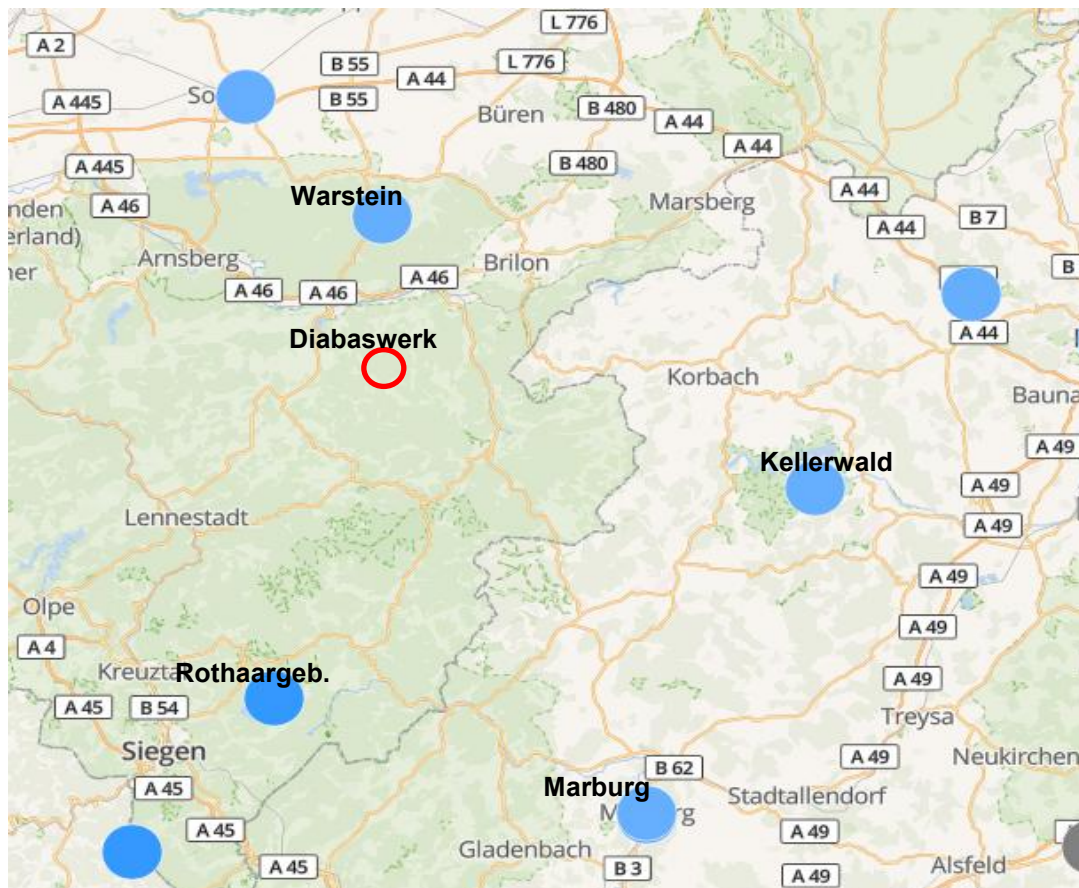 L 776
A 2
B 55
L 776
A 44
So
A 445
B 55
B 480
Büren
A 44
A 44
A 445
B 480
A 44
Warstein
Marsberg
nden
A 46
B 7
erland)
A 44
ner
Arnsberg
Brilon
A 46
B
A 46
A 46
Diabaswerk
A 44
Korbach
Bauna
A 49
Kellerwald
A 49
Lennestadt
A 49
A 49
Olpe
A 49
A 4
Kreuzta
Rothaargeb.
A 49
A 45
B 54
Treysa
Siegen
A 49
Neukirchen
B 62
A 45
Marburg
Stadtallendorf
M
rg
A 45
A 49
Gladenbach
A 45
B 3
A 49
Alsfeld